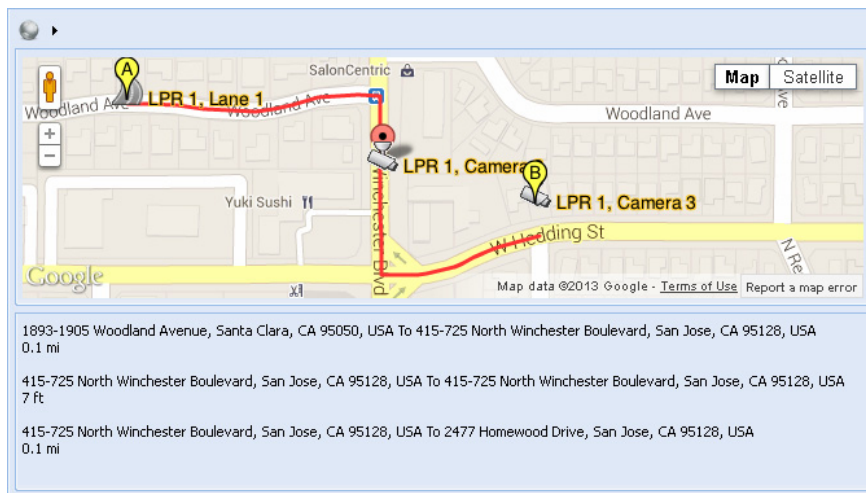 A
SalonCentric
Map Satellite
LPR 1, Lane 1
Woodland Ave
Woodland Ave
Woodland Ave
+
−
LPR 1, Camera
B
LPR 1, Camera 3
Yuki Sushi
Winchester Blvd
W Hedding St
Google
Map data ©2013 Google - Terms of Use Report a map error
1893-1905 Woodland Avenue, Santa Clara, CA 95050, USA To 415-725 North Winchester Boulevard, San Jose, CA 95128, USA
0.1 mi
415-725 North Winchester Boulevard, San Jose, CA 95128, USA To 415-725 North Winchester Boulevard, San Jose, CA 95128, USA
7 ft
415-725 North Winchester Boulevard, San Jose, CA 95128, USA To 2477 Homewood Drive, San Jose, CA 95128, USA
0.1 mi